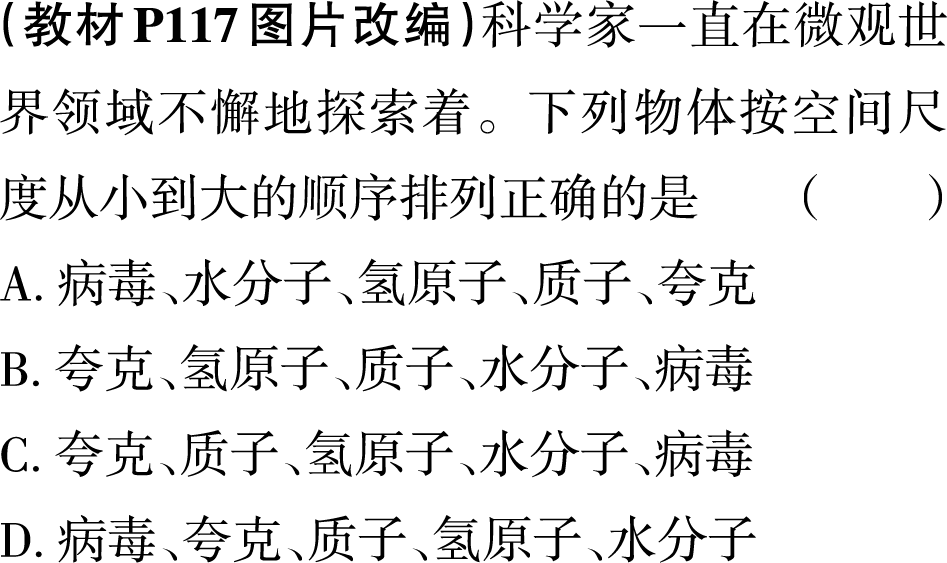 (教材P117图片改编)科学家一直在微观世
界领域不懈地探索着。下列物体按空间尺
度从小到大的顺序排列正确的是 (  )
A. 病毒、水分子、氢原子、质子、夸克
B. 夸克、氢原子、质子、水分子、病毒
C. 夸克、质子、氢原子、水分子、病毒
D. 病毒、夸克、质子、氢原子、水分子